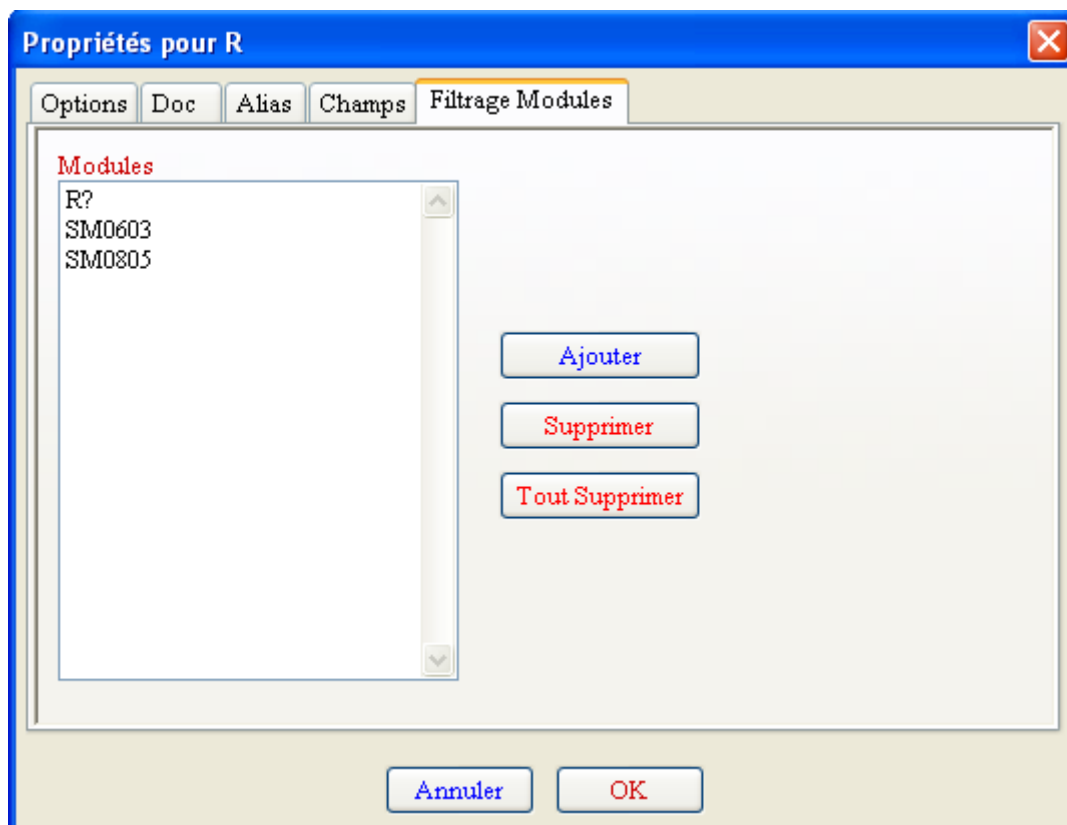 Propriétés pour R
Options Doc Alias Champs Filtrage Modules
Modules
R?
SM0603
SM0805
Ajouter
Supprimer
Tout Supprimer
Annuler OK